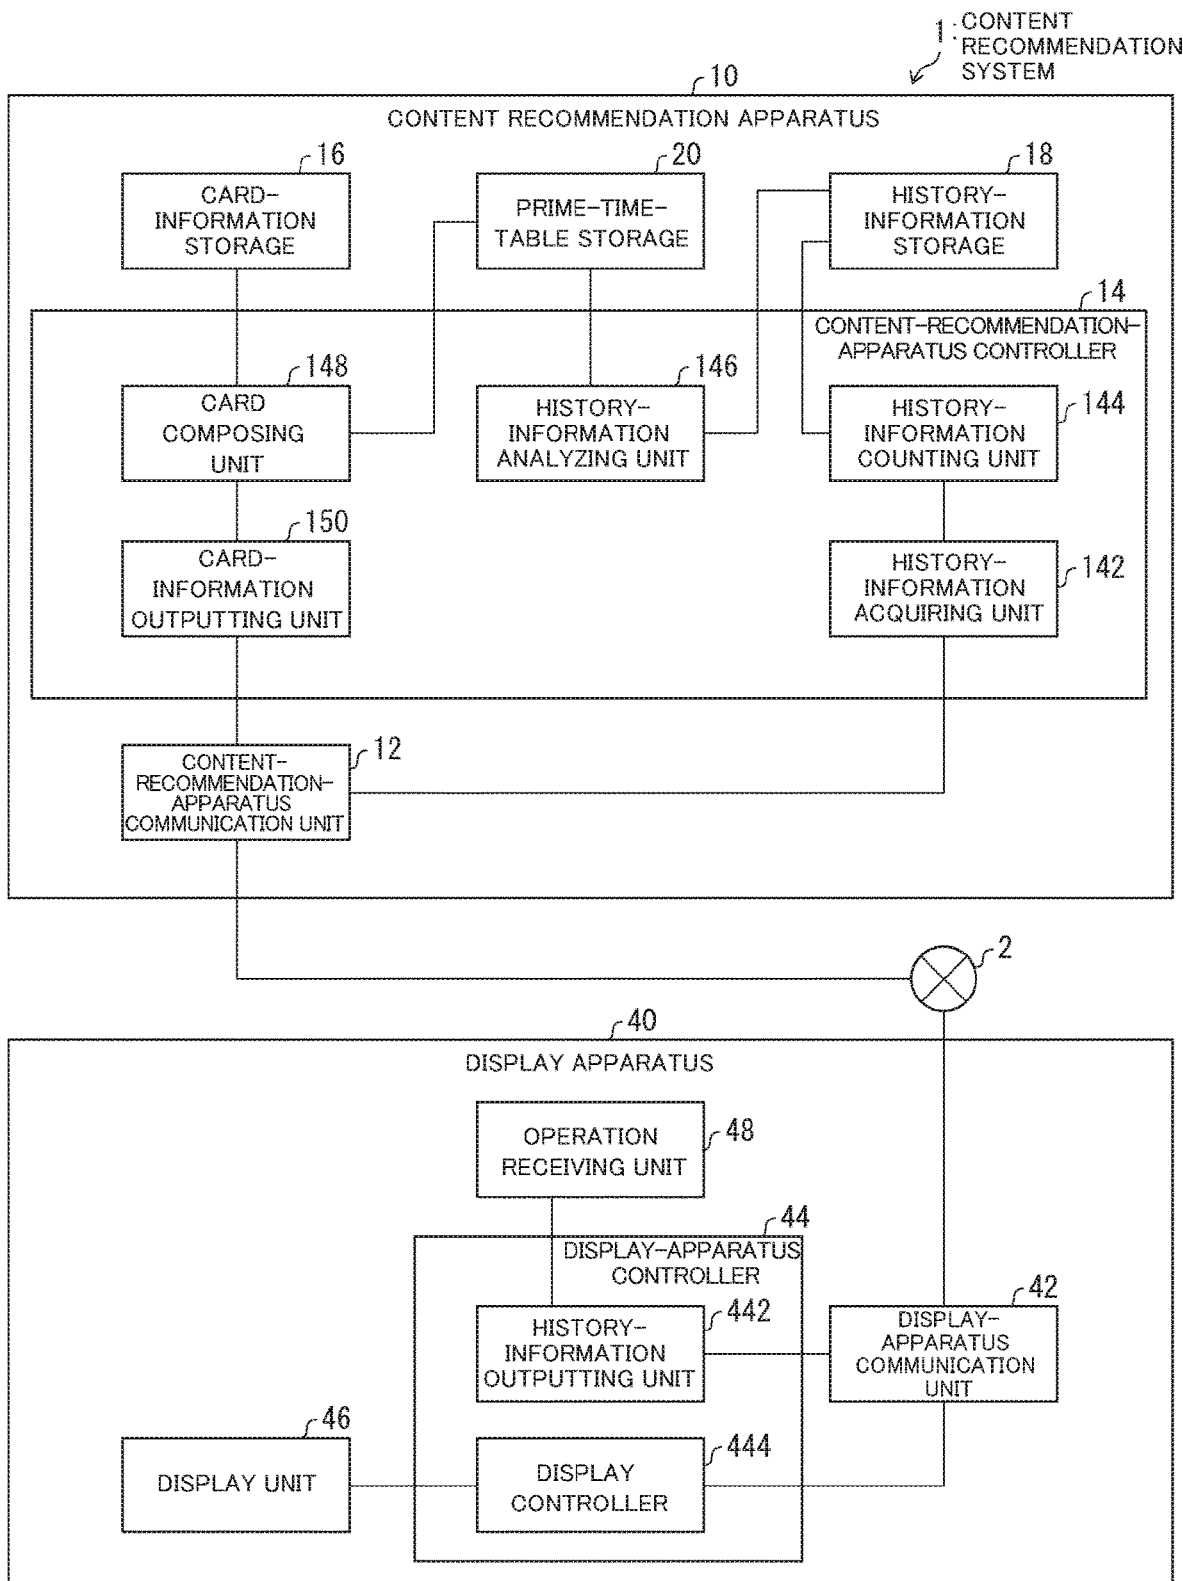 1: CONTENT
RECOMMENDATION
SYSTEM
10
CONTENT RECOMMENDATION APPARATUS
16
CARD-
INFORMATION
STORAGE
20
PRIME-TIME-
TABLE STORAGE
18
HISTORY-
INFORMATION
STORAGE
14
CONTENT-RECOMMENDATION-
APPARATUS CONTROLLER
148
CARD
COMPOSING
UNIT
146
HISTORY-
INFORMATION
ANALYZING UNIT
144
HISTORY-
INFORMATION
COUNTING UNIT
150
CARD-
INFORMATION
OUTPUTTING UNIT
142
HISTORY-
INFORMATION
ACQUIRING UNIT
12
CONTENT-
RECOMMENDATION-
APPARATUS
COMMUNICATION UNIT
2
40
DISPLAY APPARATUS
48
OPERATION
RECEIVING UNIT
44
DISPLAY-APPARATUS
CONTROLLER
442
HISTORY-
INFORMATION
OUTPUTTING UNIT
42
DISPLAY-
APPARATUS
COMMUNICATION
UNIT
46
DISPLAY UNIT
444
DISPLAY
CONTROLLER